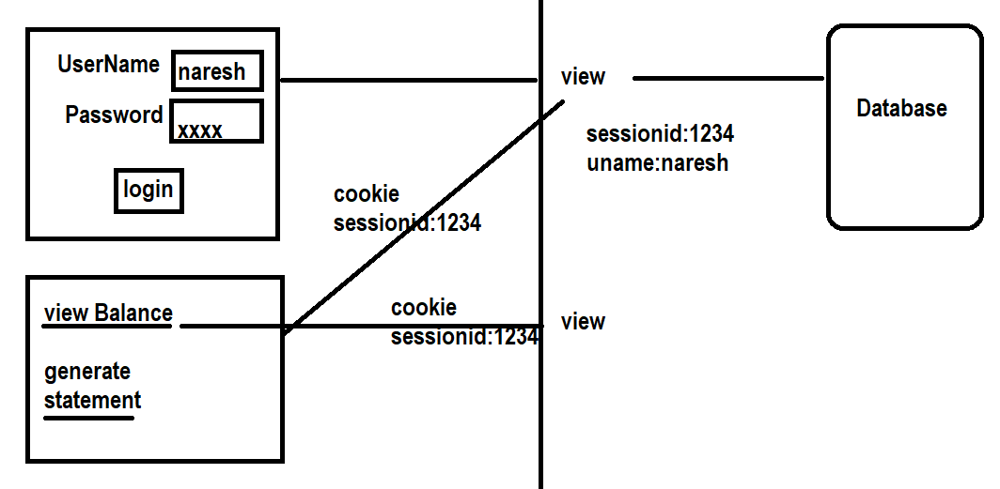 UserName
naresh
Password
xxxx
login
cookie
sessionid:1234
view
sessionid:1234
uname:naresh
Database
view Balance
generate
statement
cookie
sessionid:1234
view